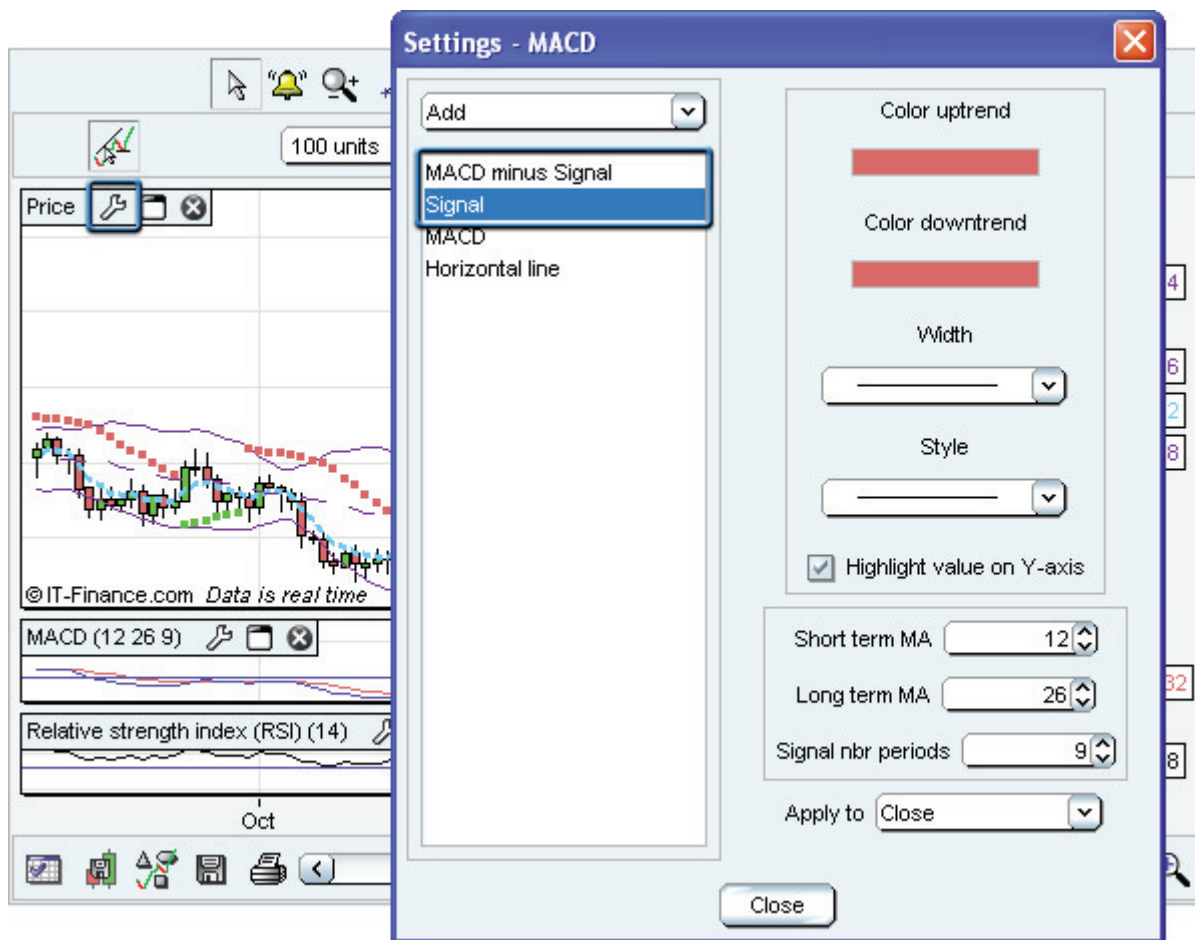 Settings - MACD
Add
Color uptrend
100 units
MACD minus Signal
Signal
MACD
Horizontal line
Price
Color downtrend
4
Width
6
2
8
Style
Highlight value on Y-axis
© IT-Finance.com Data is real time
MACD (12 26 9)
Short term MA 12
Long term MA 26
32
Relative strength index (RSI) (14)
Signal nbr periods 9
8
Oct
Apply to Close
Close